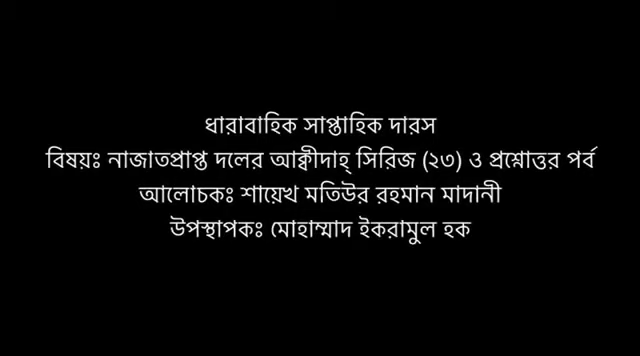 ধারাবাহিক সাপ্তাহিক দারস
বিষয়ঃ নাজাতপ্রাপ্ত দলের আক্বীদাহ্ সিরিজ (২৩) ও প্রশ্নোত্তর পর্ব
আলোচকঃ শায়েখ মতিউর রহমান মাদানী
উপস্থাপকঃ মোহাম্মাদ ইকরামুল হক